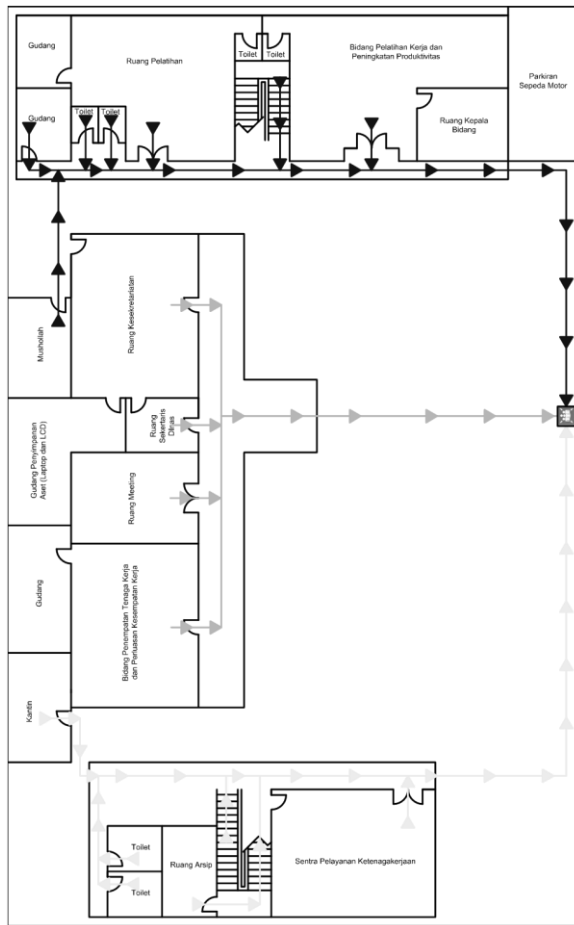 Gudang
Ruang Pelatihan
Toilet
Toilet
Bidang Pelatihan Kerja dan
Peningkatan Produktivitas
Parkiran
Sepeda Motor
Gudang
Toilet
Toilet
Ruang Kepala
Bidang
Musholiah
Ruang Kesekretariatan
Gudang Penyimpanan
Aset (Laptop dan LCD)
Ruang
Sekertaris
Dinas
Ruang Meeting
Gudang
Bidang Penempatan Tenaga Kerja
dan Perluasan Kesempatan Kerja
Kantin
Toilet
Toilet
Ruang Arsip
Sentra Pelayanan Ketenagakerjaan